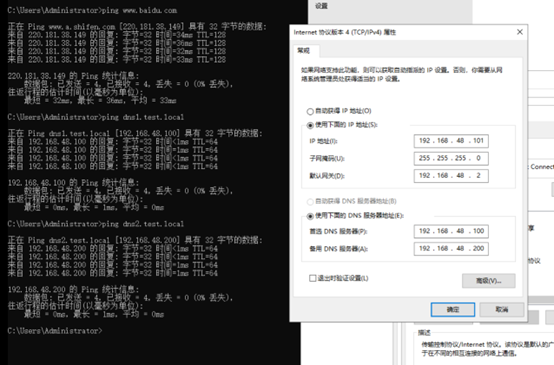 C:\Users\Administrator>ping www.baidu.com
正在 Ping www.a.shifen.com [220.181.38.149] 具有 32 字节的数据:
来自 220.181.38.149 的回复: 字节=32 时间=34ms TTL=128
来自 220.181.38.149 的回复: 字节=32 时间=36ms TTL=128
来自 220.181.38.149 的回复: 字节=32 时间=32ms TTL=128
来自 220.181.38.149 的回复: 字节=32 时间=33ms TTL=128
220.181.38.149 的 Ping 统计信息:
数据包: 已发送 = 4，已接收 = 4，丢失 = 0 (0% 丢失)，
往返行程的估计时间(以毫秒为单位):
最短 = 32ms，最长 = 36ms，平均 = 33ms
C:\Users\Administrator>ping dns1.test.local
正在 Ping dns1.test.local [192.168.48.100] 具有 32 字节的数据:
来自 192.168.48.100 的回复: 字节=32 时间<1ms TTL=64
来自 192.168.48.100 的回复: 字节=32 时间<1ms TTL=64
来自 192.168.48.100 的回复: 字节=32 时间<1ms TTL=64
来自 192.168.48.100 的回复: 字节=32 时间<1ms TTL=64
192.168.48.100 的 Ping 统计信息:
数据包: 已发送 = 4，已接收 = 4，丢失 = 0 (0% 丢失)，
往返行程的估计时间(以毫秒为单位):
最短 = 0ms，最长 = 0ms，平均 = 0ms
C:\Users\Administrator>ping dns2.test.local
正在 Ping dns2.test.local [192.168.48.200] 具有 32 字节的数据:
来自 192.168.48.200 的回复: 字节=32 时间=1ms TTL=64
来自 192.168.48.200 的回复: 字节=32 时间<1ms TTL=64
来自 192.168.48.200 的回复: 字节=32 时间<1ms TTL=64
来自 192.168.48.200 的回复: 字节=32 时间<1ms TTL=64
192.168.48.200 的 Ping 统计信息:
数据包: 已发送 = 4，已接收 = 4，丢失 = 0 (0% 丢失)，
往返行程的估计时间(以毫秒为单位):
最短 = 0ms，最长 = 1ms，平均 = 0ms
C:\Users\Administrator>
设置
Internet 协议版本 4 (TCP/IPv4) 属性
常规
如果网络支持此功能，则可以获取自动指派的 IP 设置。否则，你需要从网络系统管理员处获得适当的 IP 设置。
自动获得 IP 地址(O)
使用下面的 IP 地址(S):
IP 地址(I): 192 . 168 . 48 . 101
子网掩码(U): 255 . 255 . 255 . 0
默认网关(D): 192 . 168 . 48 . 2
自动获得 DNS 服务器地址(B)
使用下面的 DNS 服务器地址(E):
首选 DNS 服务器(P): 192 . 168 . 48 . 100
备用 DNS 服务器(A): 192 . 168 . 48 . 200
退出时验证设置(L)
高级(V)...
确定
取消
Connect
享
协议
描述
传输控制协议/Internet 协议。该协议是默认的广
于在不同的相互连接的网络上通信。